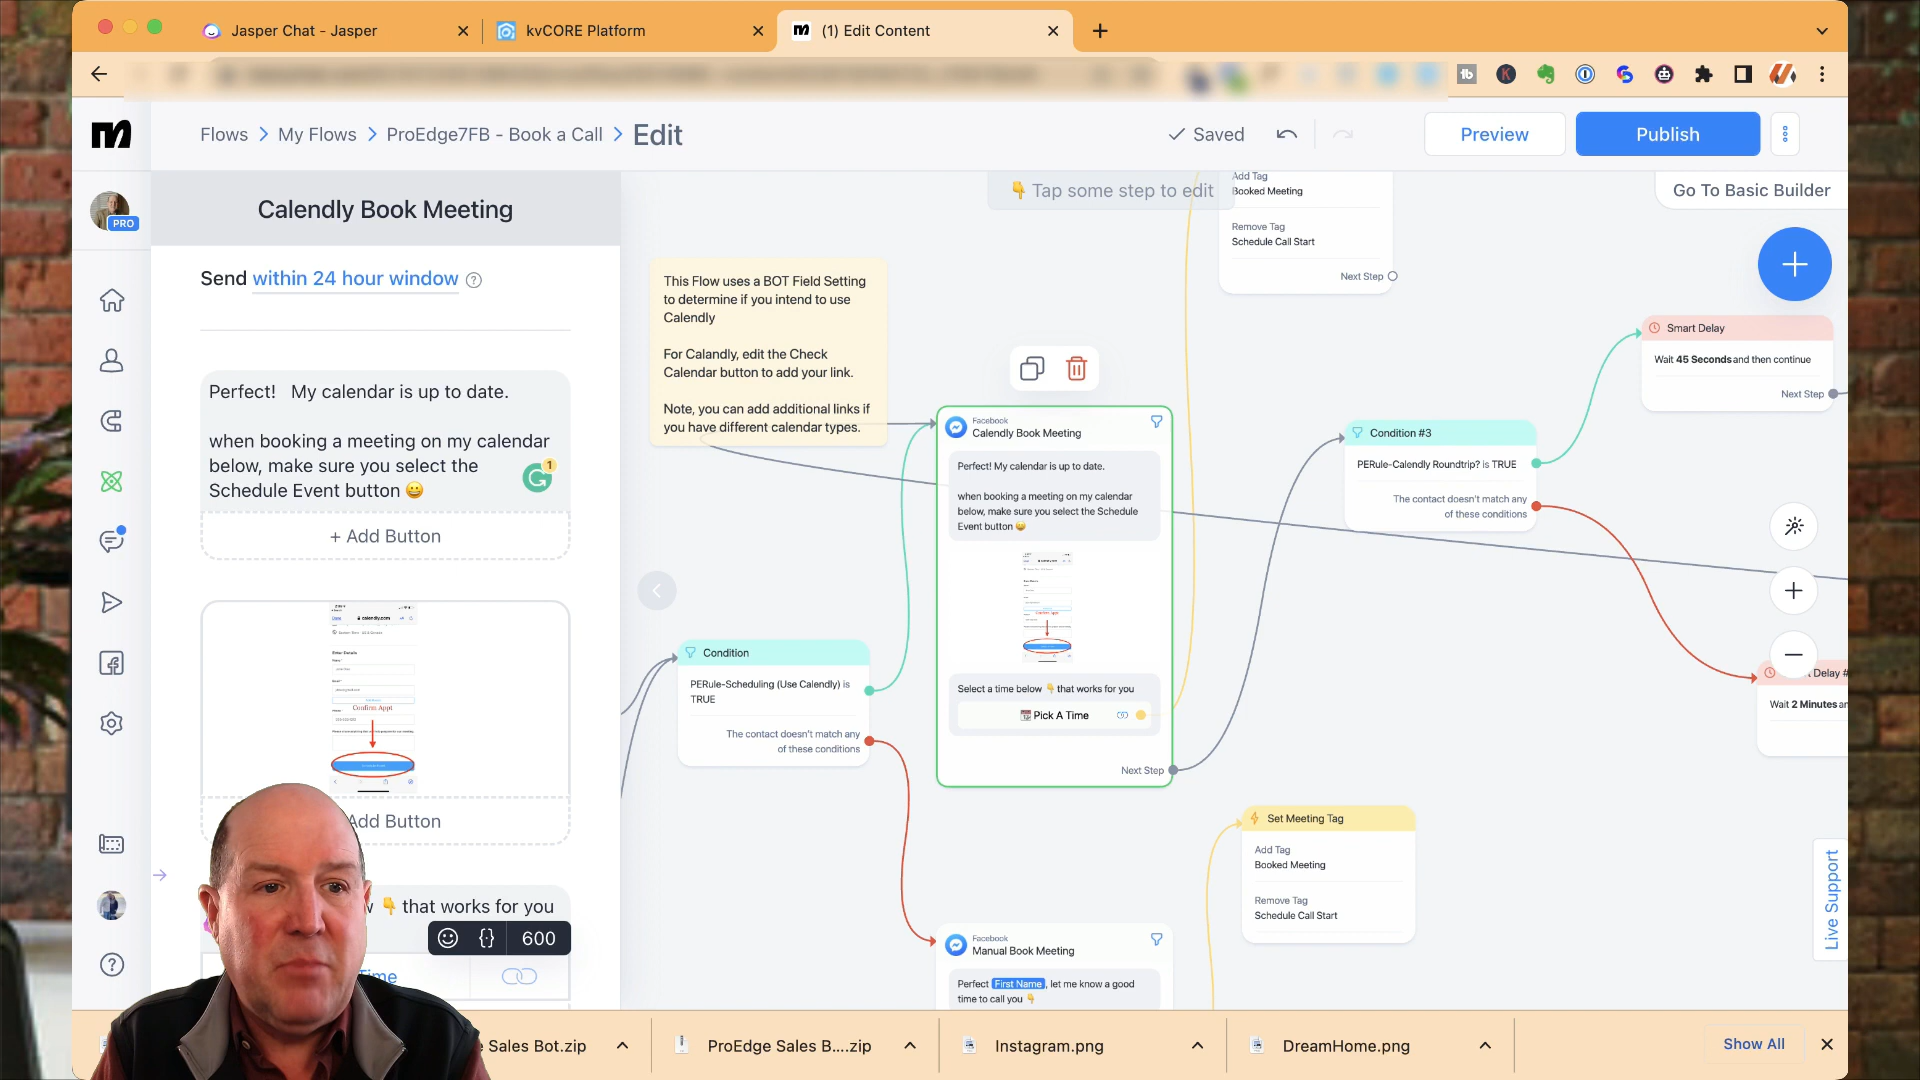 Jasper Chat - Jasper
kvCORE Platform
(1) Edit Content
Flows > My Flows > ProEdge7FB - Book a Call > Edit
Saved
Preview
Publish
PRO
Calendly Book Meeting
Send within 24 hour window
Perfect!   My calendar is up to date.
when booking a meeting on my calendar
below, make sure you select the
Schedule Event button 😀
1
+ Add Button
calendly.com
Confirm Appt
Add Button
👇 that works for you
600
Time
👇 Tap some step to edit
Go To Basic Builder
Add Tag
Booked Meeting
Remove Tag
Schedule Call Start
Next Step
This Flow uses a BOT Field Setting
to determine if you intend to use
Calendly
For Calandly, edit the Check
Calendar button to add your link.
Note, you can add additional links if
you have different calendar types.
Facebook
Calendly Book Meeting
Perfect! My calendar is up to date.
when booking a meeting on my calendar
below, make sure you select the Schedule
Event button 😀
Confirm Appt
Select a time below 👇 that works for you
📆 Pick A Time
Next Step
Condition
PERule-Scheduling (Use Calendly) is
TRUE
The contact doesn't match any
of these conditions
Condition #3
PERule-Calendly Roundtrip? is TRUE
The contact doesn't match any
of these conditions
Smart Delay
Wait 45 Seconds and then continue
Next Step
Delay #
Wait 2 Minutes an
Set Meeting Tag
Add Tag
Booked Meeting
Remove Tag
Schedule Call Start
Facebook
Manual Book Meeting
Perfect First Name, let me know a good
time to call you 👇
Live Support
e Sales Bot.zip
ProEdge Sales B....zip
Instagram.png
DreamHome.png
Show All